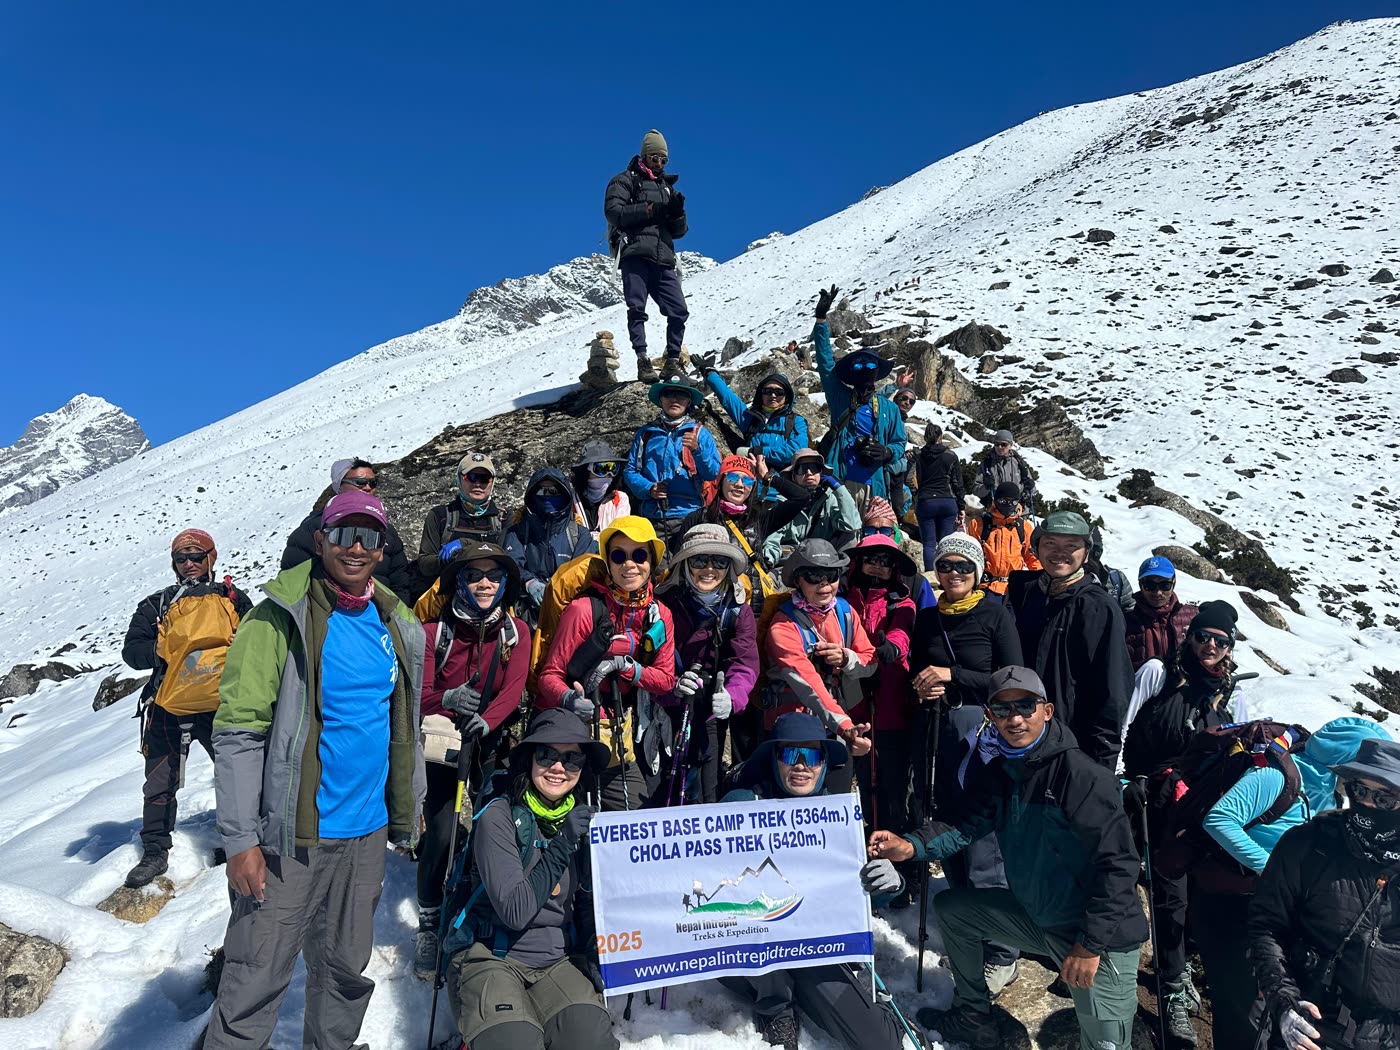 EVEREST BASE CAMP TREK (5364m.) &
CHOLA PASS TREK (5420m.)
Nepal Intrepid
Treks & Expedition
2025
www.nepalintrepidtreks.com